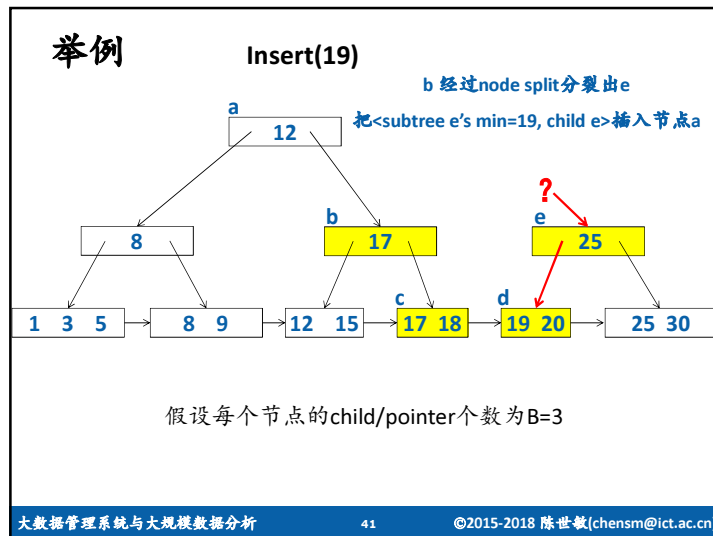 举例 Insert(19)
b 经过node split分裂出e
把<subtree e's min=19, child e>插入节点a
a
12
?
b
e
8
17
25
c
d
1 3 5
8 9
12 15
17 18
19 20
25 30
假设每个节点的child/pointer个数为B=3
大数据管理系统与大规模数据分析 41 ©2015-2018 陈世敏(chensm@ict.ac.cn